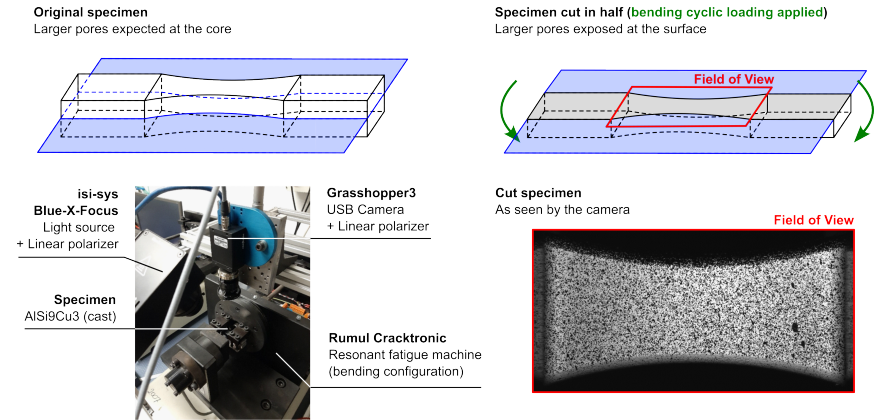 Original specimen
Larger pores expected at the core
Specimen cut in half (bending cyclic loading applied)
Larger pores exposed at the surface
Field of View
isi-sys
Blue-X-Focus
Light source
+ Linear polarizer
Specimen
AlSi9Cu3 (cast)
Grasshopper3
USB Camera
+ Linear polarizer
Rumul Cracktronic
Resonant fatigue machine
(bending configuration)
Cut specimen
As seen by the camera
Field of View